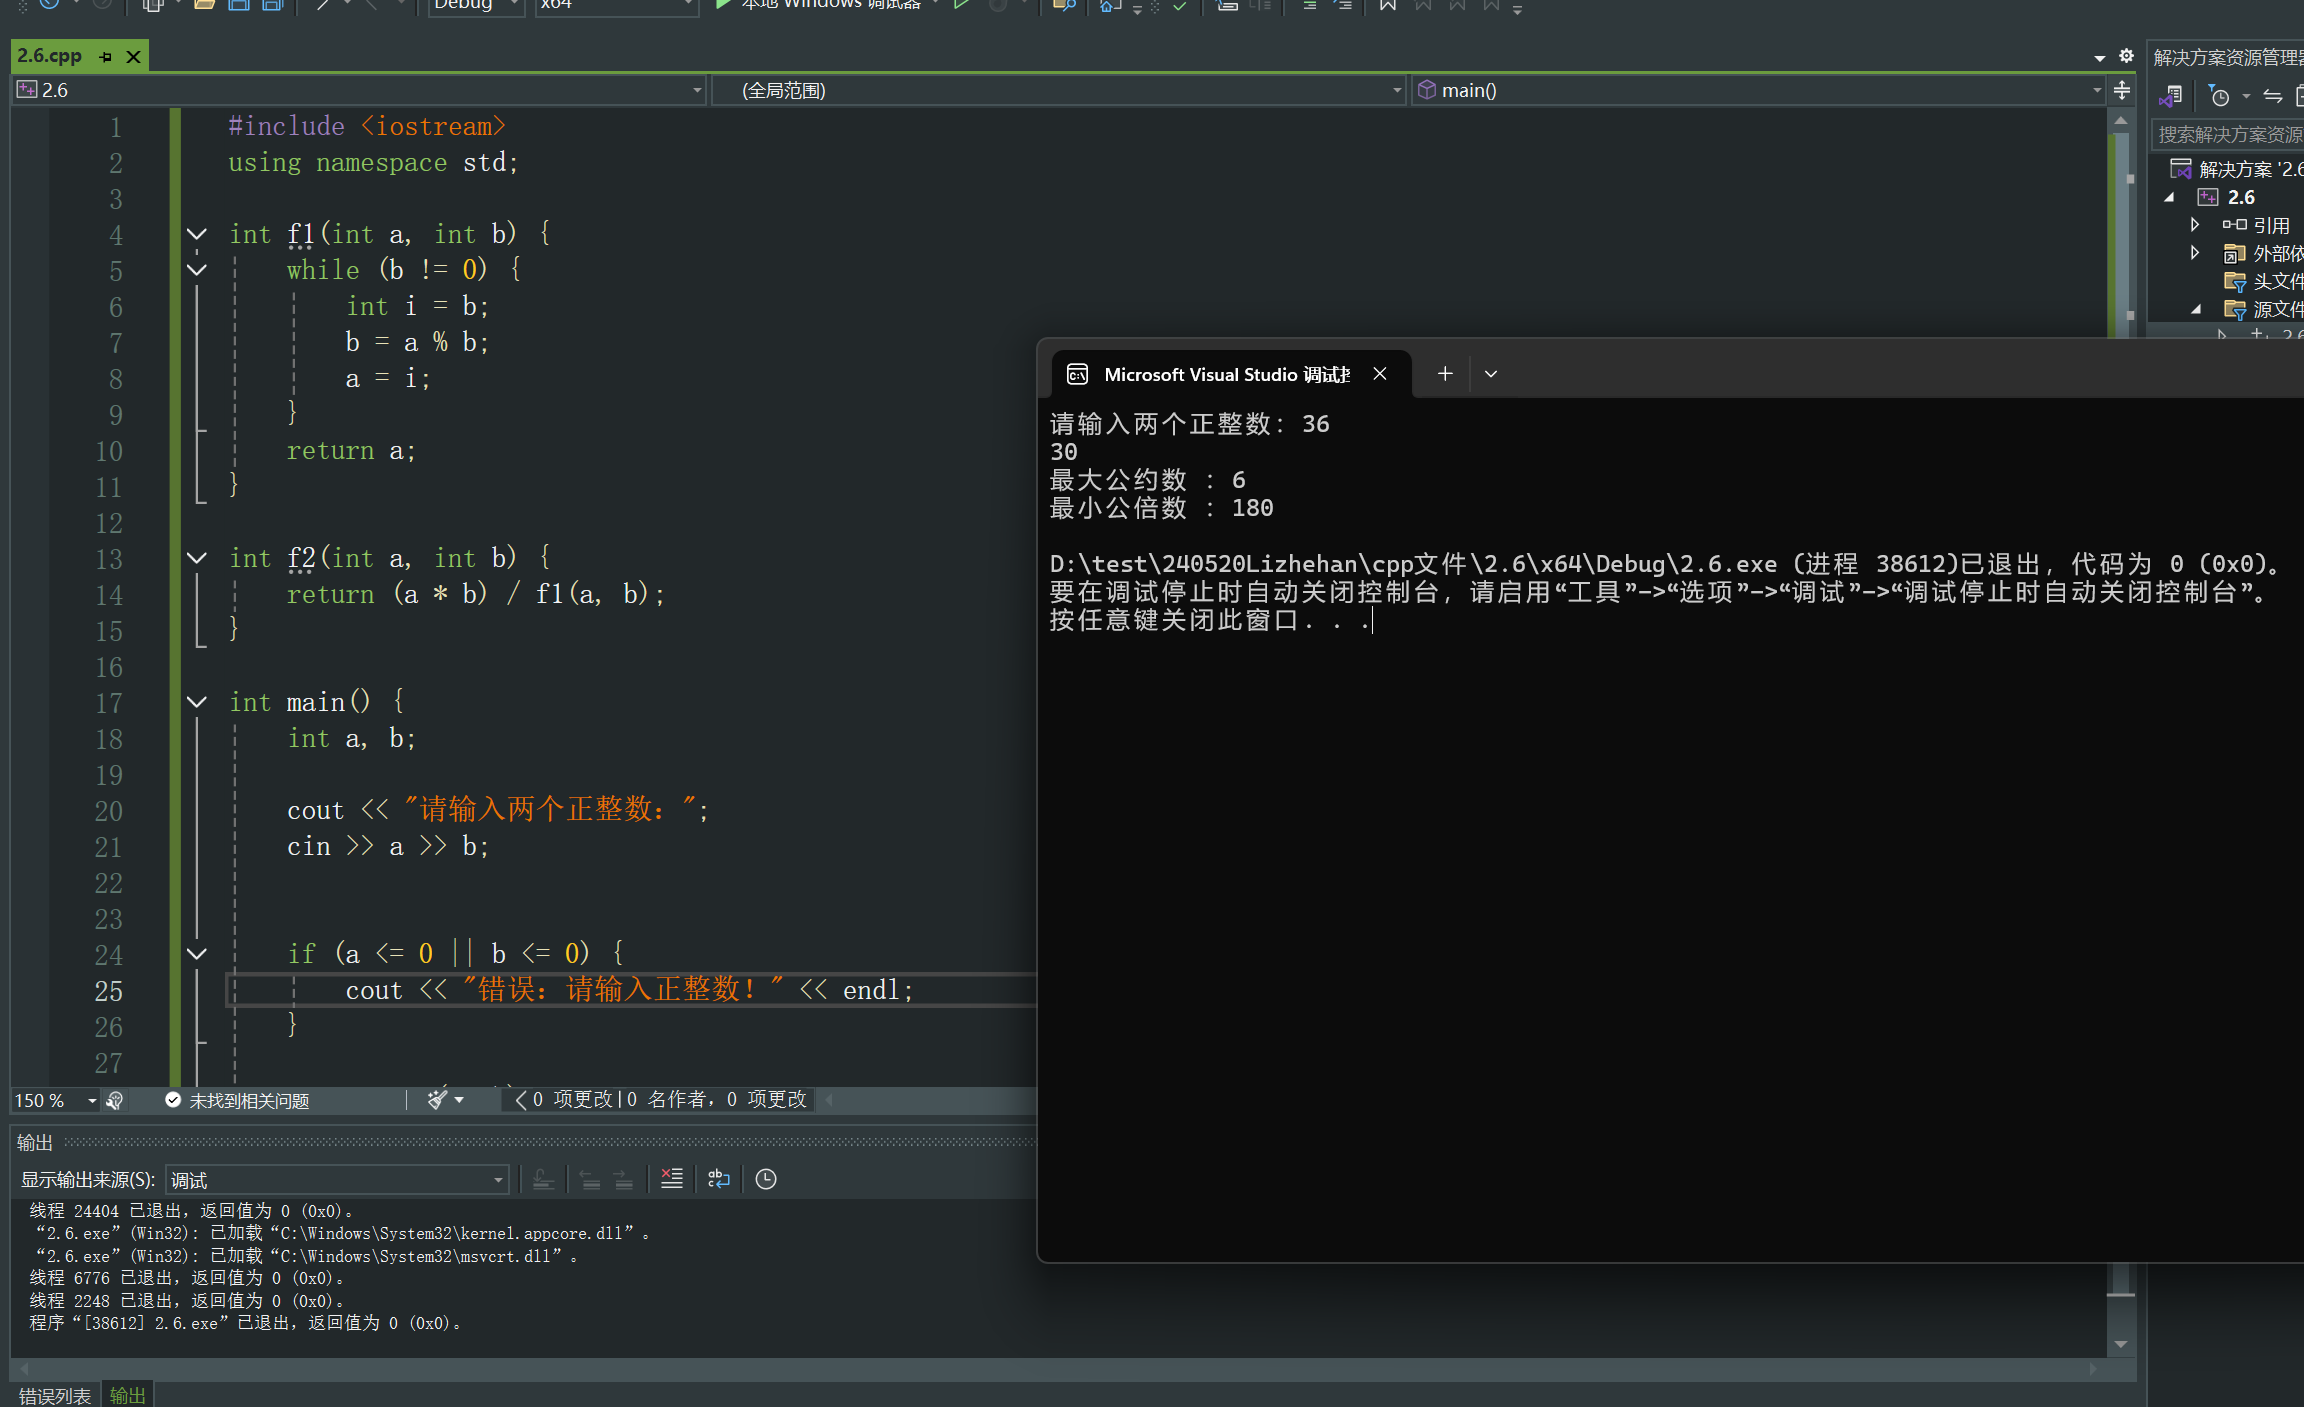 Debug
x64
本地 Windows 调试器
2.6.cpp
2.6
(全局范围)
main()
1 #include <iostream>
2 using namespace std;
3
4 int f1(int a, int b) {
5 while (b != 0) {
6 int i = b;
7 b = a % b;
8 a = i;
9 }
10 return a;
11 }
12
13 int f2(int a, int b) {
14 return (a * b) / f1(a, b);
15 }
16
17 int main() {
18 int a, b;
19
20 cout << "请输入两个正整数：";
21 cin >> a >> b;
22
23
24 if (a <= 0 || b <= 0) {
25 cout << "错误：请输入正整数！" << endl;
26 }
27
150 %
未找到相关问题
0 项更改|0 名作者，0 项更改
输出
显示输出来源(S):
调试
线程 24404 已退出，返回值为 0 (0x0)。
“2.6.exe”(Win32): 已加载“C:\Windows\System32\kernel.appcore.dll”。
“2.6.exe”(Win32): 已加载“C:\Windows\System32\msvcrt.dll”。
线程 6776 已退出，返回值为 0 (0x0)。
线程 2248 已退出，返回值为 0 (0x0)。
程序“[38612] 2.6.exe”已退出，返回值为 0 (0x0)。
错误列表
输出
Microsoft Visual Studio 调试
请输入两个正整数：36
30
最大公约数 ：6
最小公倍数 ：180
D:\test\240520Lizhehan\cpp文件\2.6\x64\Debug\2.6.exe (进程 38612)已退出，代码为 0 (0x0)。
要在调试停止时自动关闭控制台，请启用“工具”->“选项”->“调试”->“调试停止时自动关闭控制台”。
按任意键关闭此窗口. . .
解决方案资源管理器
搜索解决方案资源
解决方案 '2.6
2.6
引用
外部依
头文件
源文件
2.6